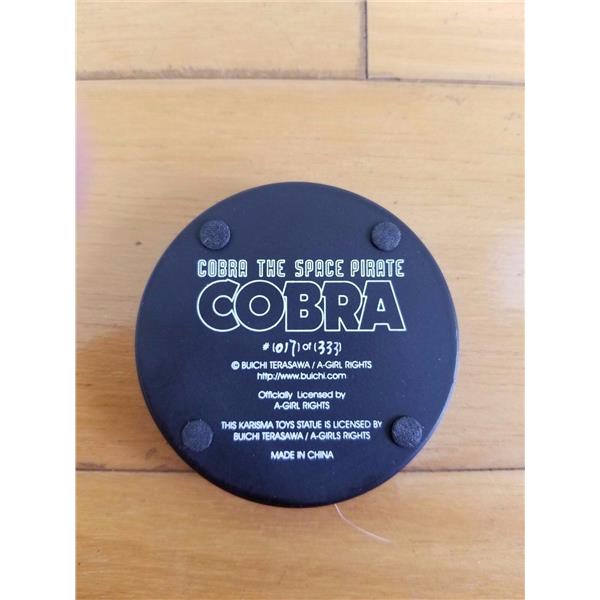 COBRA THE SPACE PIRATE
COBRA
# (017) of (333)
© BUICHI TERASAWA / A-GIRL RIGHTS
http://www.buichi.com
Officially Licensed by
A-GIRL RIGHTS
THIS KARISMA TOYS STATUE IS LICENSED BY
BUICHI TERASAWA / A-GIRLS RIGHTS
MADE IN CHINA